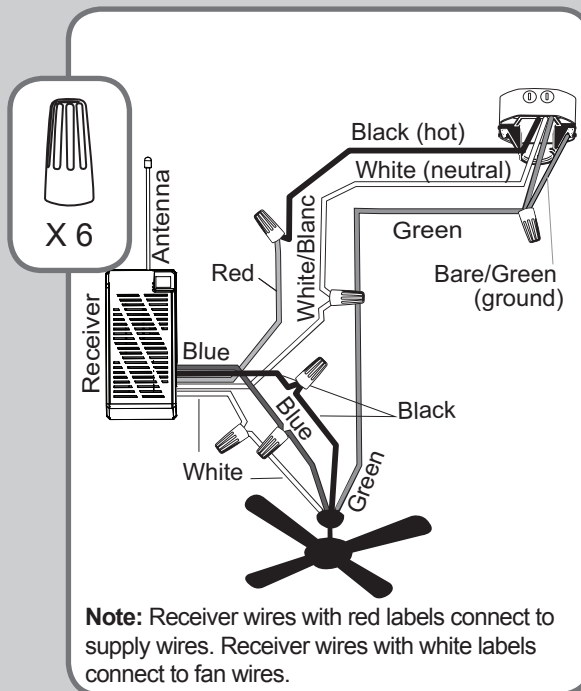 X 6
Antenna
Receiver
Black (hot)
White (neutral)
Green
Bare/Green
(ground)
Red
White/Blanc
Blue
Blue
Black
White
Green
Note: Receiver wires with red labels connect to
supply wires. Receiver wires with white labels
connect to fan wires.